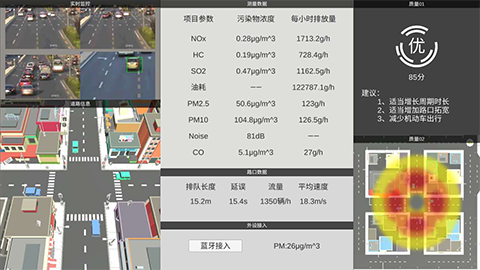 实时监控
测量数据
质量01
项目参数 污染物浓度 每小时排放量
NOx 0.28μg/m^3 1713.2g/h
HC 0.19μg/m^3 728.4g/h
SO2 0.47μg/m^3 1162.5g/h
油耗 —— 122787.1g/h
PM2.5 50.6μg/m^3 123g/h
PM10 104.8μg/m^3 126.5g/h
Noise 81dB ——
CO 5.1μg/m^3 27g/h
优
85分
建议：
1、适当增长周期时长
2、适当增加路口拓宽
3、减少机动车出行
道路信息
质量02
路口数据
排队长度 延误 流量 平均速度
15.2m 15.4s 1350辆/h 18.3m/s
外设接入
蓝牙接入 PM:26μg/m^3